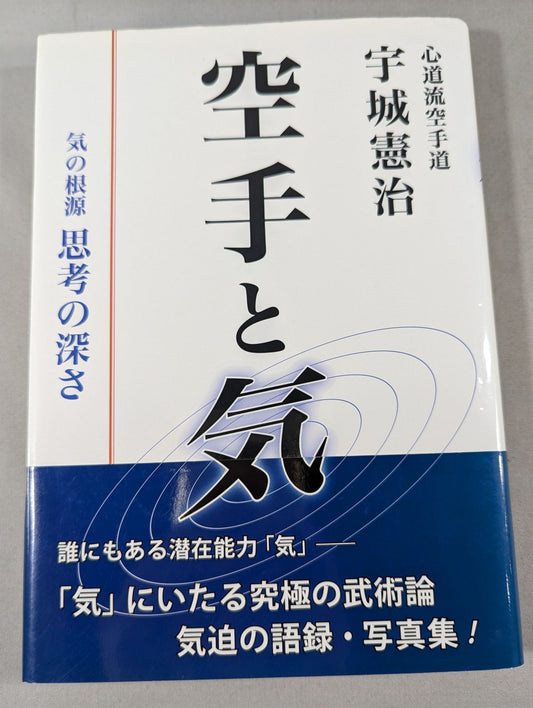 心道流空手道
宇城憲治
空手と気
気の根源 思考の深さ
誰にもある潜在能力「気」──
「気」にいたる究極の武術論
気迫の語録・写真集！